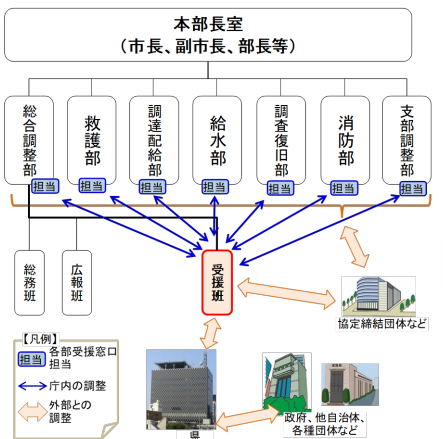 本部長室
（市長、副市長、部長等）
総合調整部
救護部
調達配給部
給水部
調査復旧部
消防部
支部調整部
担当
担当
担当
担当
担当
担当
担当
総務班
広報班
受援班
協定締結団体など
【凡例】
担当
各部受援窓口
担当
庁内の調整
外部との
調整
県
政府、他自治体、
各種団体など